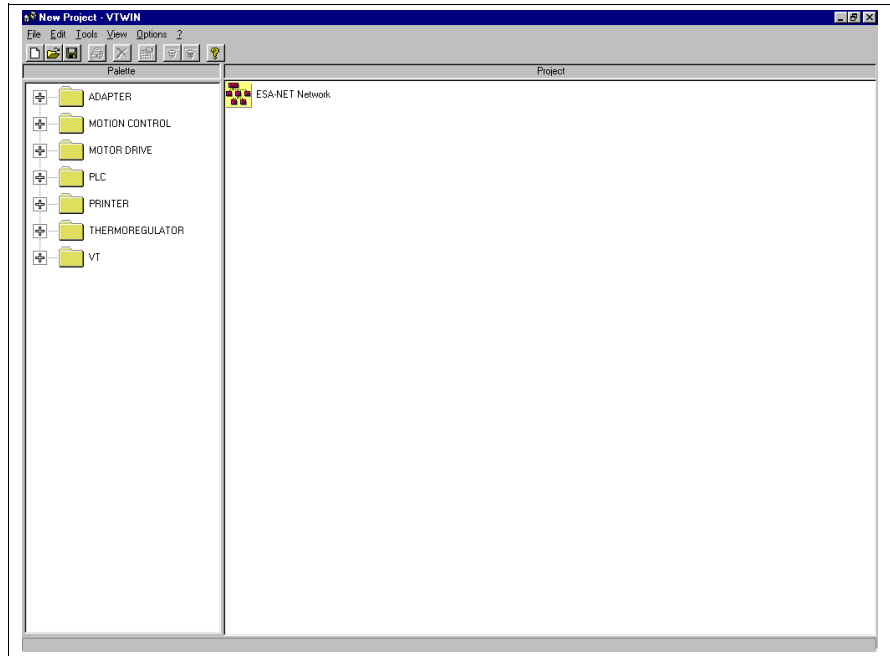 New Project - VTWIN
File Edit Tools View Options ?
Palette
Project
ADAPTER
MOTION CONTROL
MOTOR DRIVE
PLC
PRINTER
THERMOREGULATOR
VT
ESA-NET Network